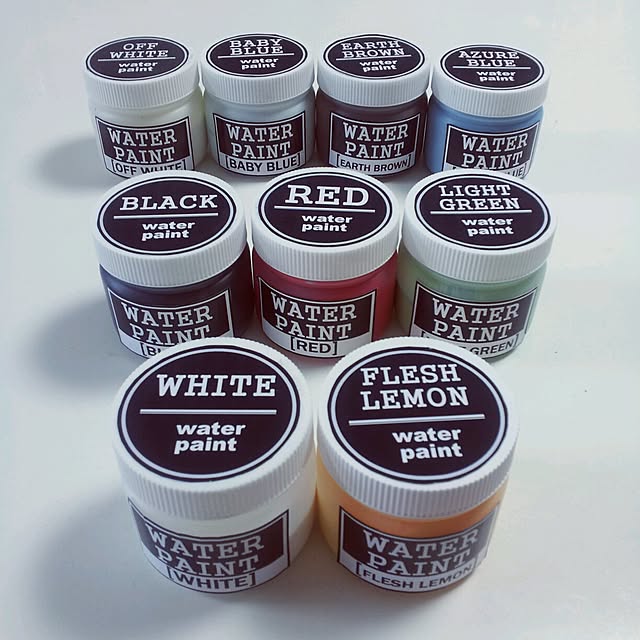 OFF
WHITE
water
paint
BABY
BLUE
water
paint
EARTH
BROWN
water
paint
AZURE
BLUE
water
paint
WATER
PAINT
[OFF WHITE]
WATER
PAINT
[BABY BLUE]
WATER
PAINT
[EARTH BROWN]
WATER
PAINT
BLUE]
BLACK
water
paint
RED
water
paint
LIGHT
GREEN
water
paint
WATER
PAINT
WATER
PAINT
[RED]
WATER
PAINT
GREEN]
WHITE
water
paint
FLESH
LEMON
water
paint
WATER
PAINT
[WHITE]
WATER
PAINT
[FLESH LEMON]